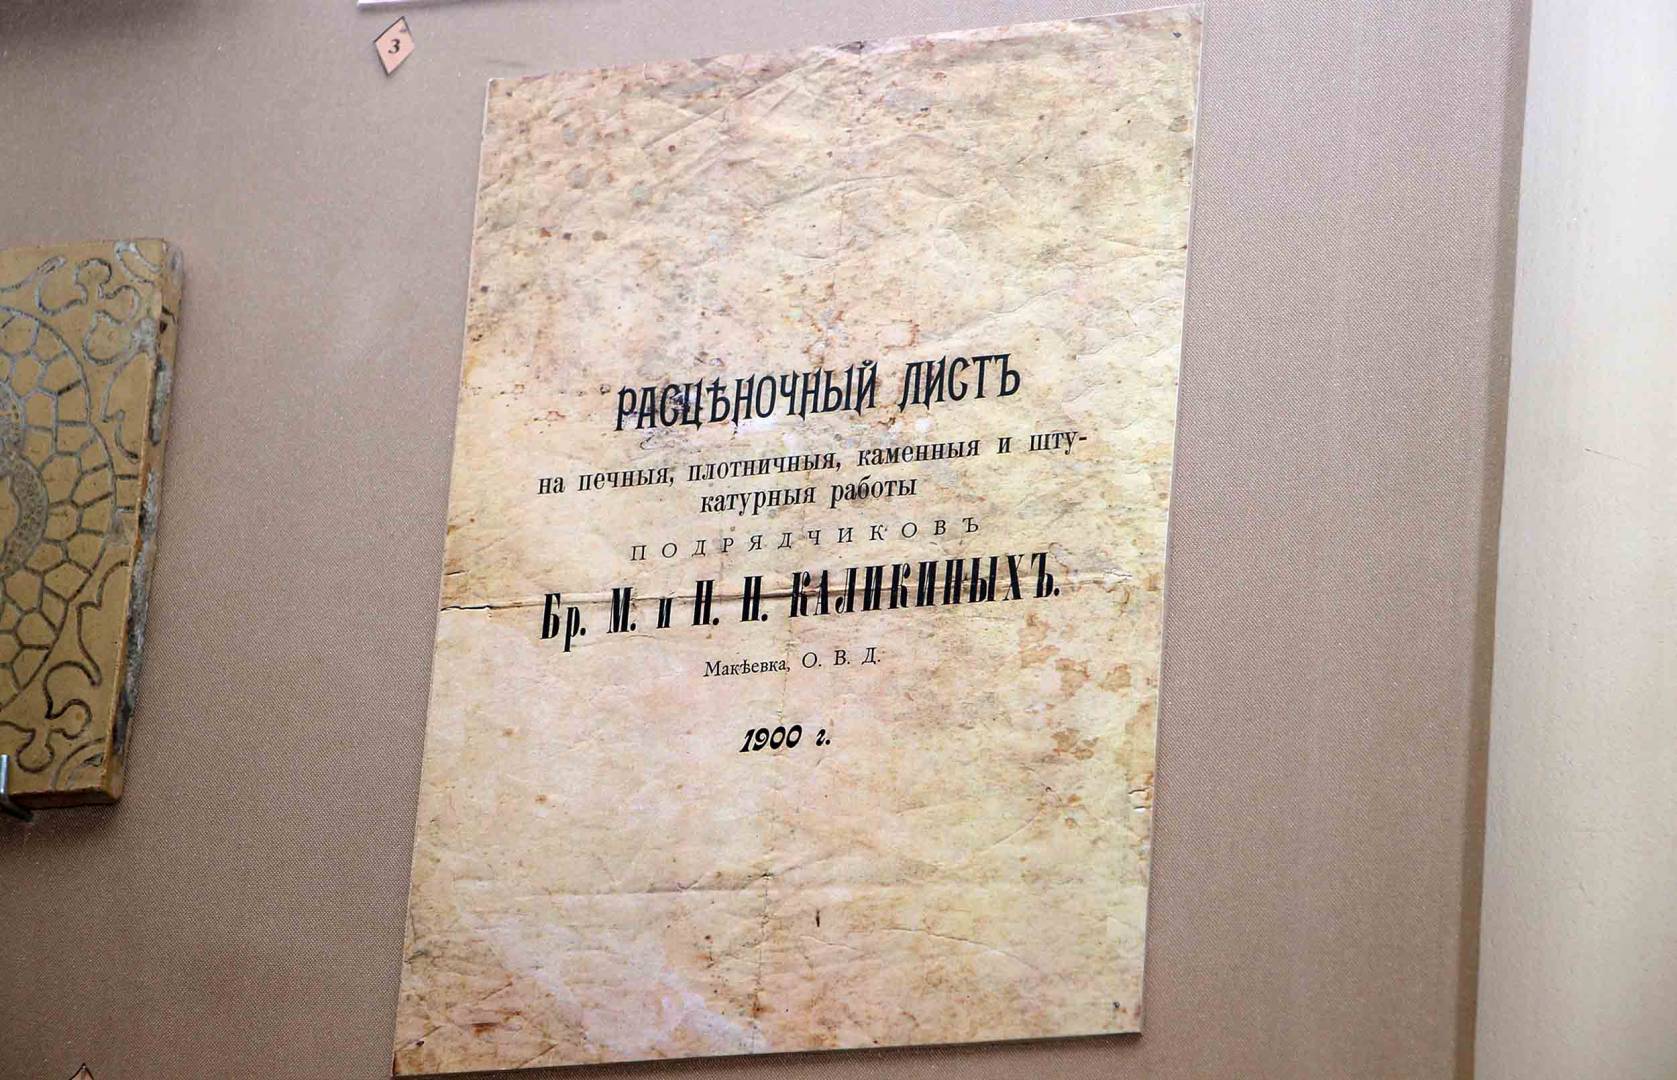 3
РАСЦѢНОЧНЫЙ ЛИСТЪ
на печныя, плотничныя, каменныя и шту-
катурныя работы
ПОДРЯДЧИКОВЪ
Бр. М. и Н. Н. КАЛИКИНЫХЪ.
Макѣевка, О. В. Д.
1900 г.